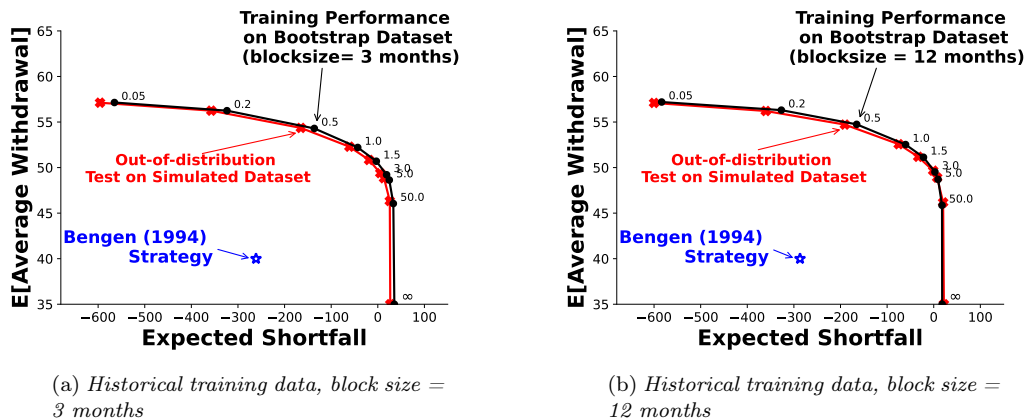 Training Performance
on Bootstrap Dataset
(blocksize= 3 months)
E[Average Withdrawal]
65
60
55
50
45
40
35
0.05
0.2
0.5
1.0
1.5
3.0
5.0
50.0
∞
Out-of-distribution
Test on Simulated Dataset
Bengen (1994)
Strategy
−600 −500 −400 −300 −200 −100 0 100
Expected Shortfall
(a) Historical training data, block size =
3 months
Training Performance
on Bootstrap Dataset
(blocksize = 12 months)
E[Average Withdrawal]
65
60
55
50
45
40
35
0.05
0.2
0.5
1.0
1.5
3.0
5.0
50.0
∞
Out-of-distribution
Test on Simulated Dataset
Bengen (1994)
Strategy
−600 −500 −400 −300 −200 −100 0 100
Expected Shortfall
(b) Historical training data, block size =
12 months